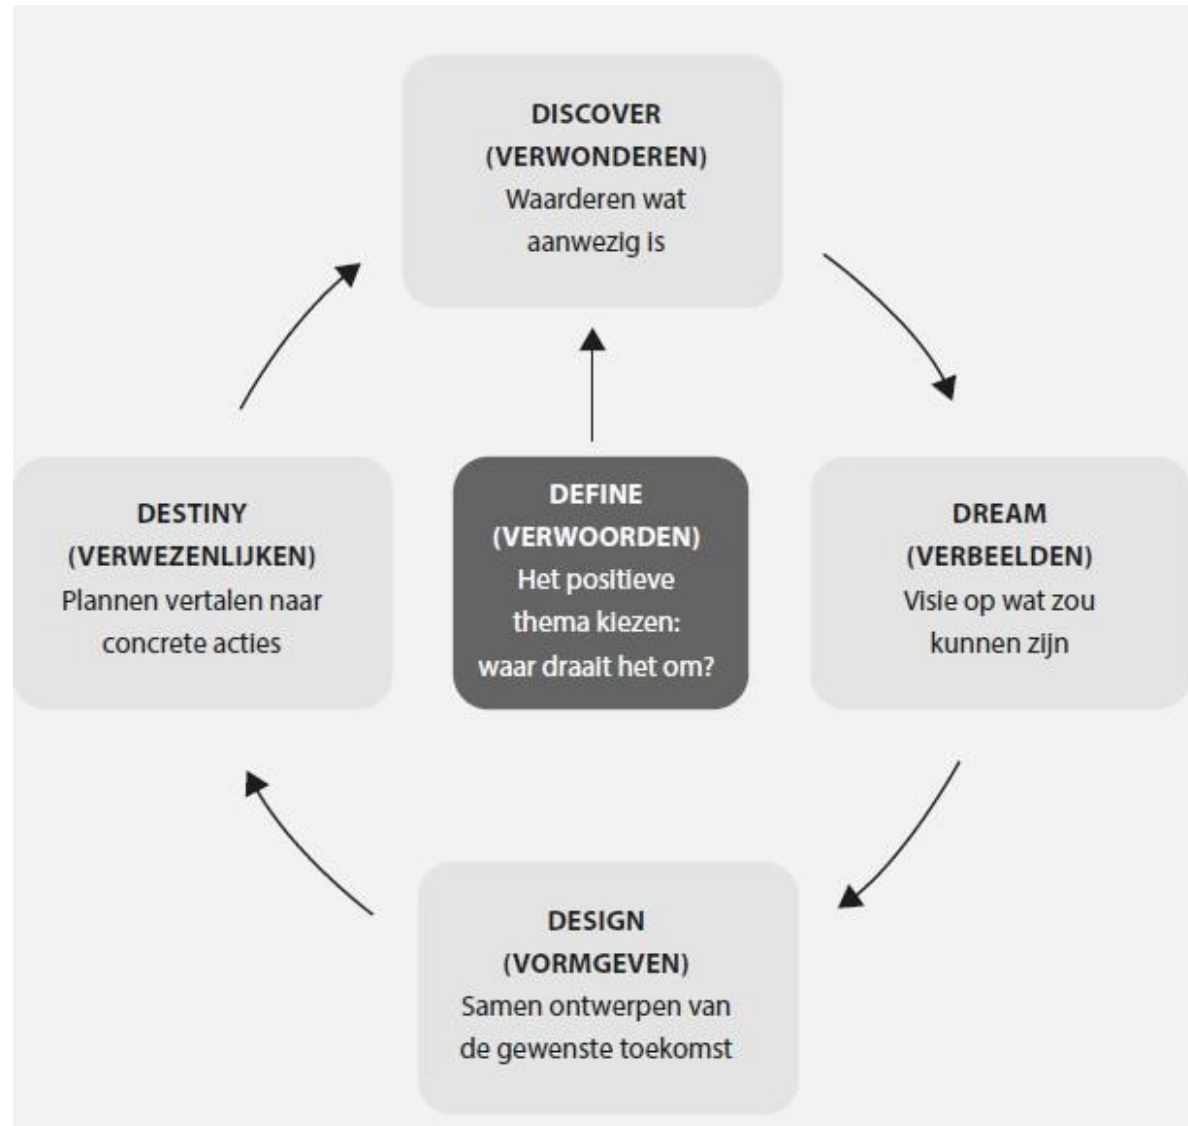 DISCOVER
(VERWONDEREN)
Waarderen wat
aanwezig is
DESTINY
(VERWEZENLIJKEN)
Plannen vertalen naar
concrete acties
DEFINE
(VERWOORDEN)
Het positieve
thema kiezen:
waar draait het om?
DREAM
(VERBEELDEN)
Visie op wat zou
kunnen zijn
DESIGN
(VORMGEVEN)
Samen ontwerpen van
de gewenste toekomst